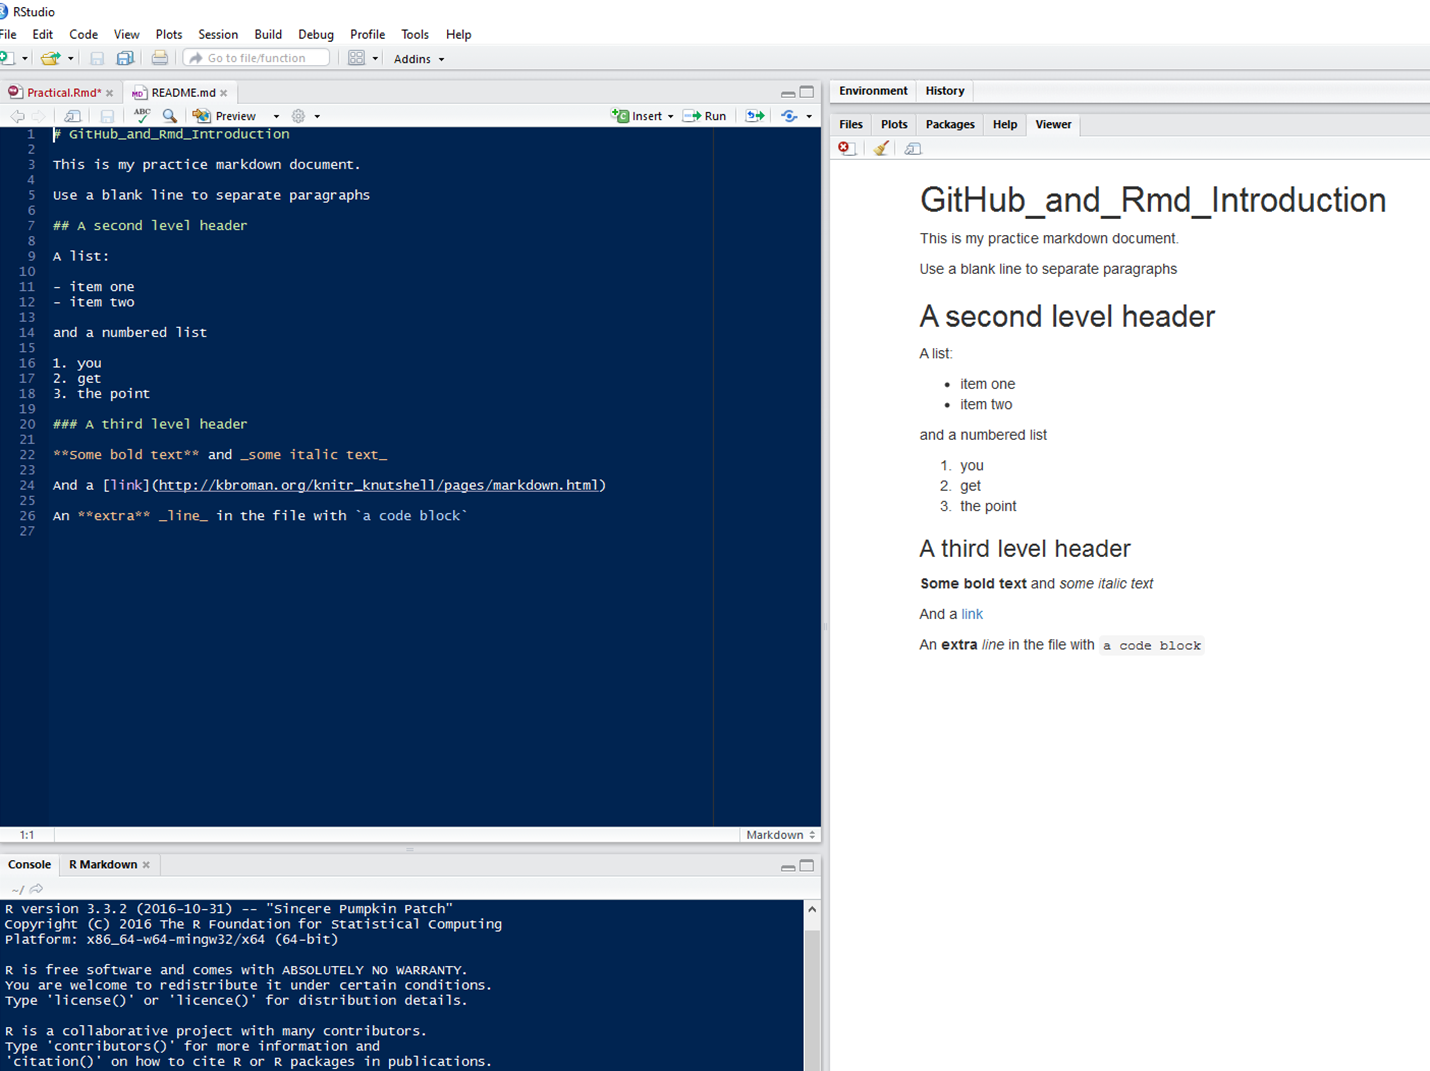 RStudio
File Edit Code View Plots Session Build Debug Profile Tools Help
Go to file/function Addins
Practical.Rmd* README.md
ABC Preview Insert Run
1 # GitHub_and_Rmd_Introduction
2
3 This is my practice markdown document.
4
5 Use a blank line to separate paragraphs
6
7 ## A second level header
8
9 A list:
10
11 - item one
12 - item two
13
14 and a numbered list
15
16 1. you
17 2. get
18 3. the point
19
20 ### A third level header
21
22 **Some bold text** and _some italic text_
23
24 And a [link](http://kbroman.org/knitr_knutshell/pages/markdown.html)
25
26 An **extra** _line_ in the file with `a code block`
27
1:1 Markdown
Console R Markdown
~/
R version 3.3.2 (2016-10-31) -- "Sincere Pumpkin Patch"
Copyright (C) 2016 The R Foundation for Statistical Computing
Platform: x86_64-w64-mingw32/x64 (64-bit)
R is free software and comes with ABSOLUTELY NO WARRANTY.
You are welcome to redistribute it under certain conditions.
Type 'license()' or 'licence()' for distribution details.
R is a collaborative project with many contributors.
Type 'contributors()' for more information and
'citation()' on how to cite R or R packages in publications.
Environment History
Files Plots Packages Help Viewer
GitHub_and_Rmd_Introduction
This is my practice markdown document.
Use a blank line to separate paragraphs
A second level header
A list:
• item one
• item two
and a numbered list
1. you
2. get
3. the point
A third level header
Some bold text and some italic text
And a link
An extra line in the file with a code block